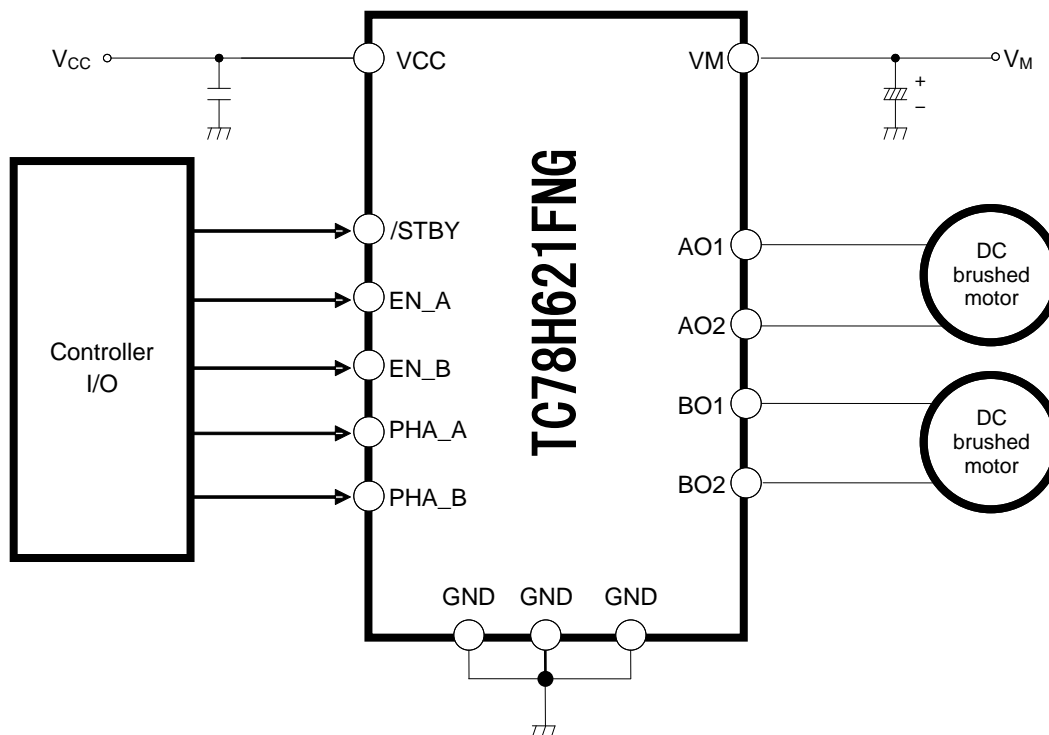 VCC
VCC
VM
VM
+
−
TC78H621FNG
Controller
I/O
/STBY
EN_A
EN_B
PHA_A
PHA_B
AO1
AO2
BO1
BO2
DC
brushed
motor
DC
brushed
motor
GND
GND
GND